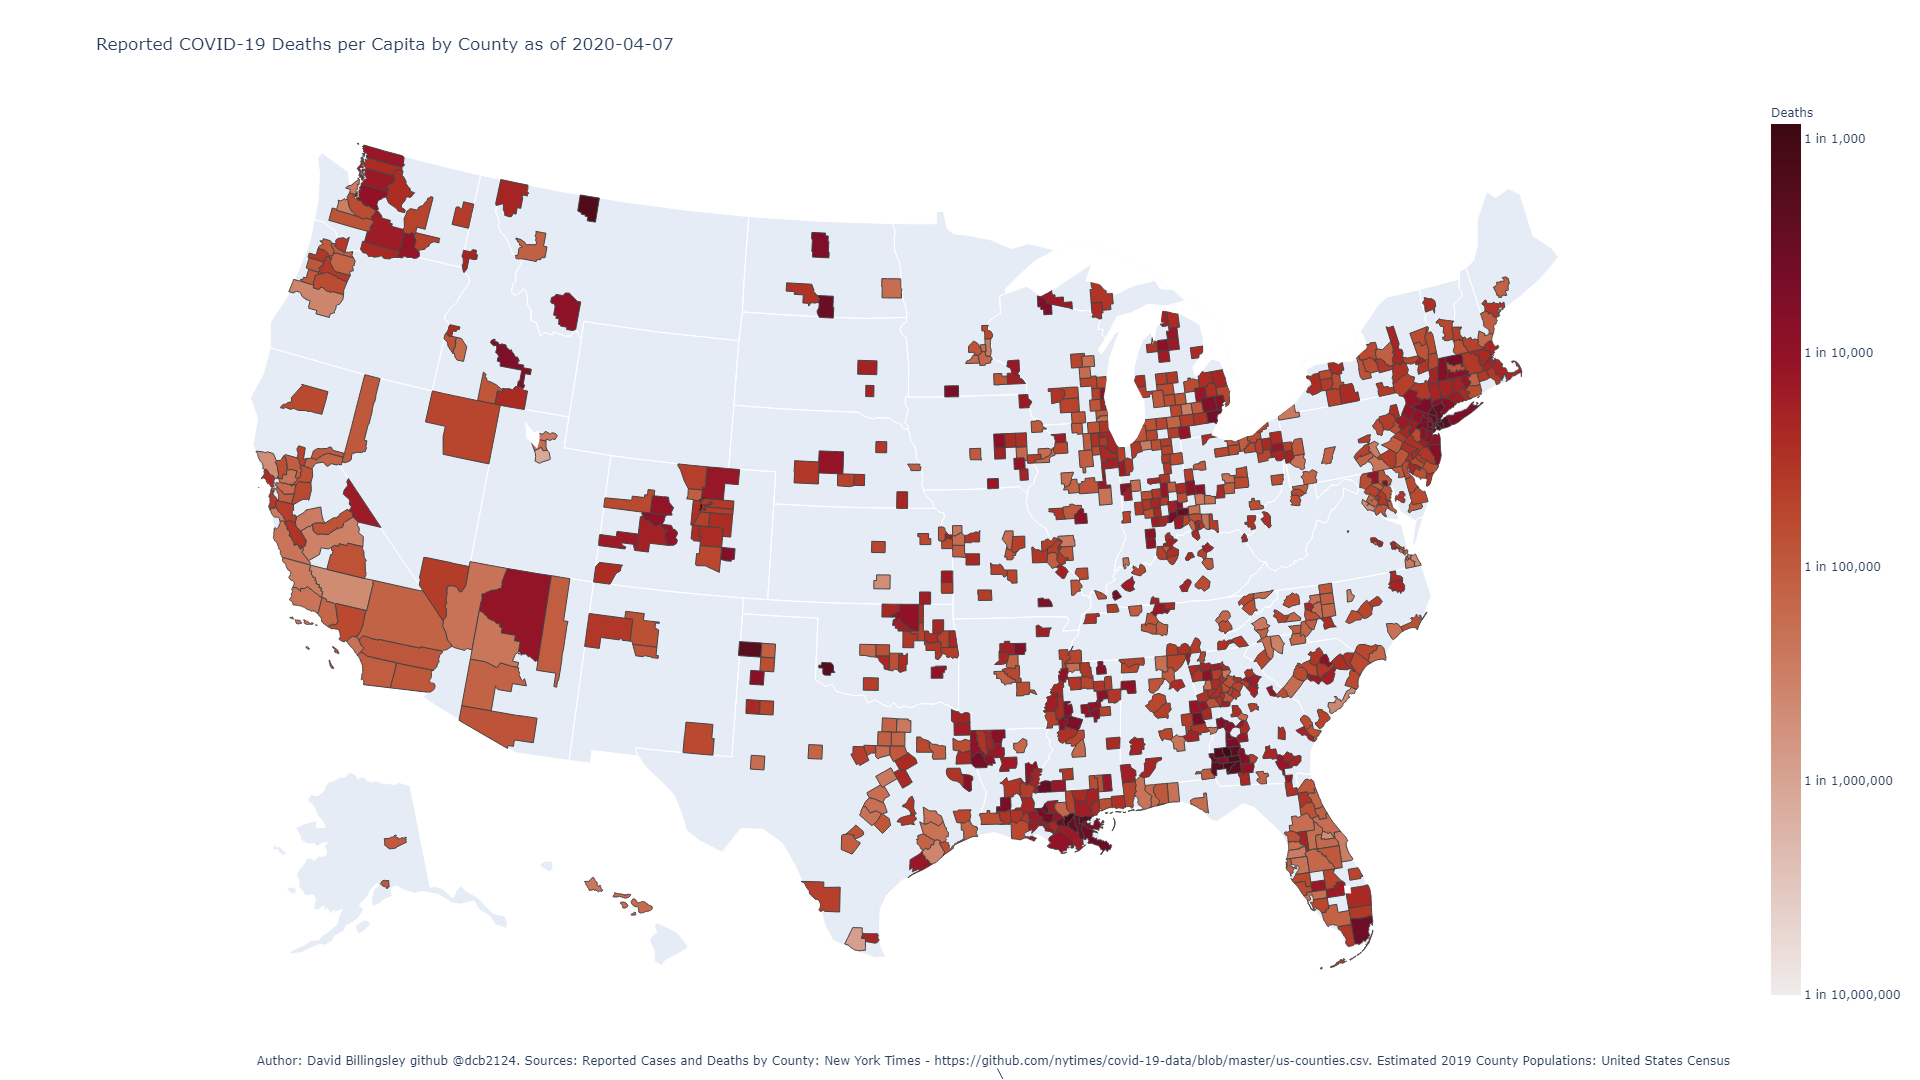 Reported COVID-19 Deaths per Capita by County as of 2020-04-07
Deaths
1 in 1,000
1 in 10,000
1 in 100,000
1 in 1,000,000
1 in 10,000,000
Author: David Billingsley github @dcb2124. Sources: Reported Cases and Deaths by County: New York Times - https://github.com/nytimes/covid-19-data/blob/master/us-counties.csv. Estimated 2019 County Populations: United States Census